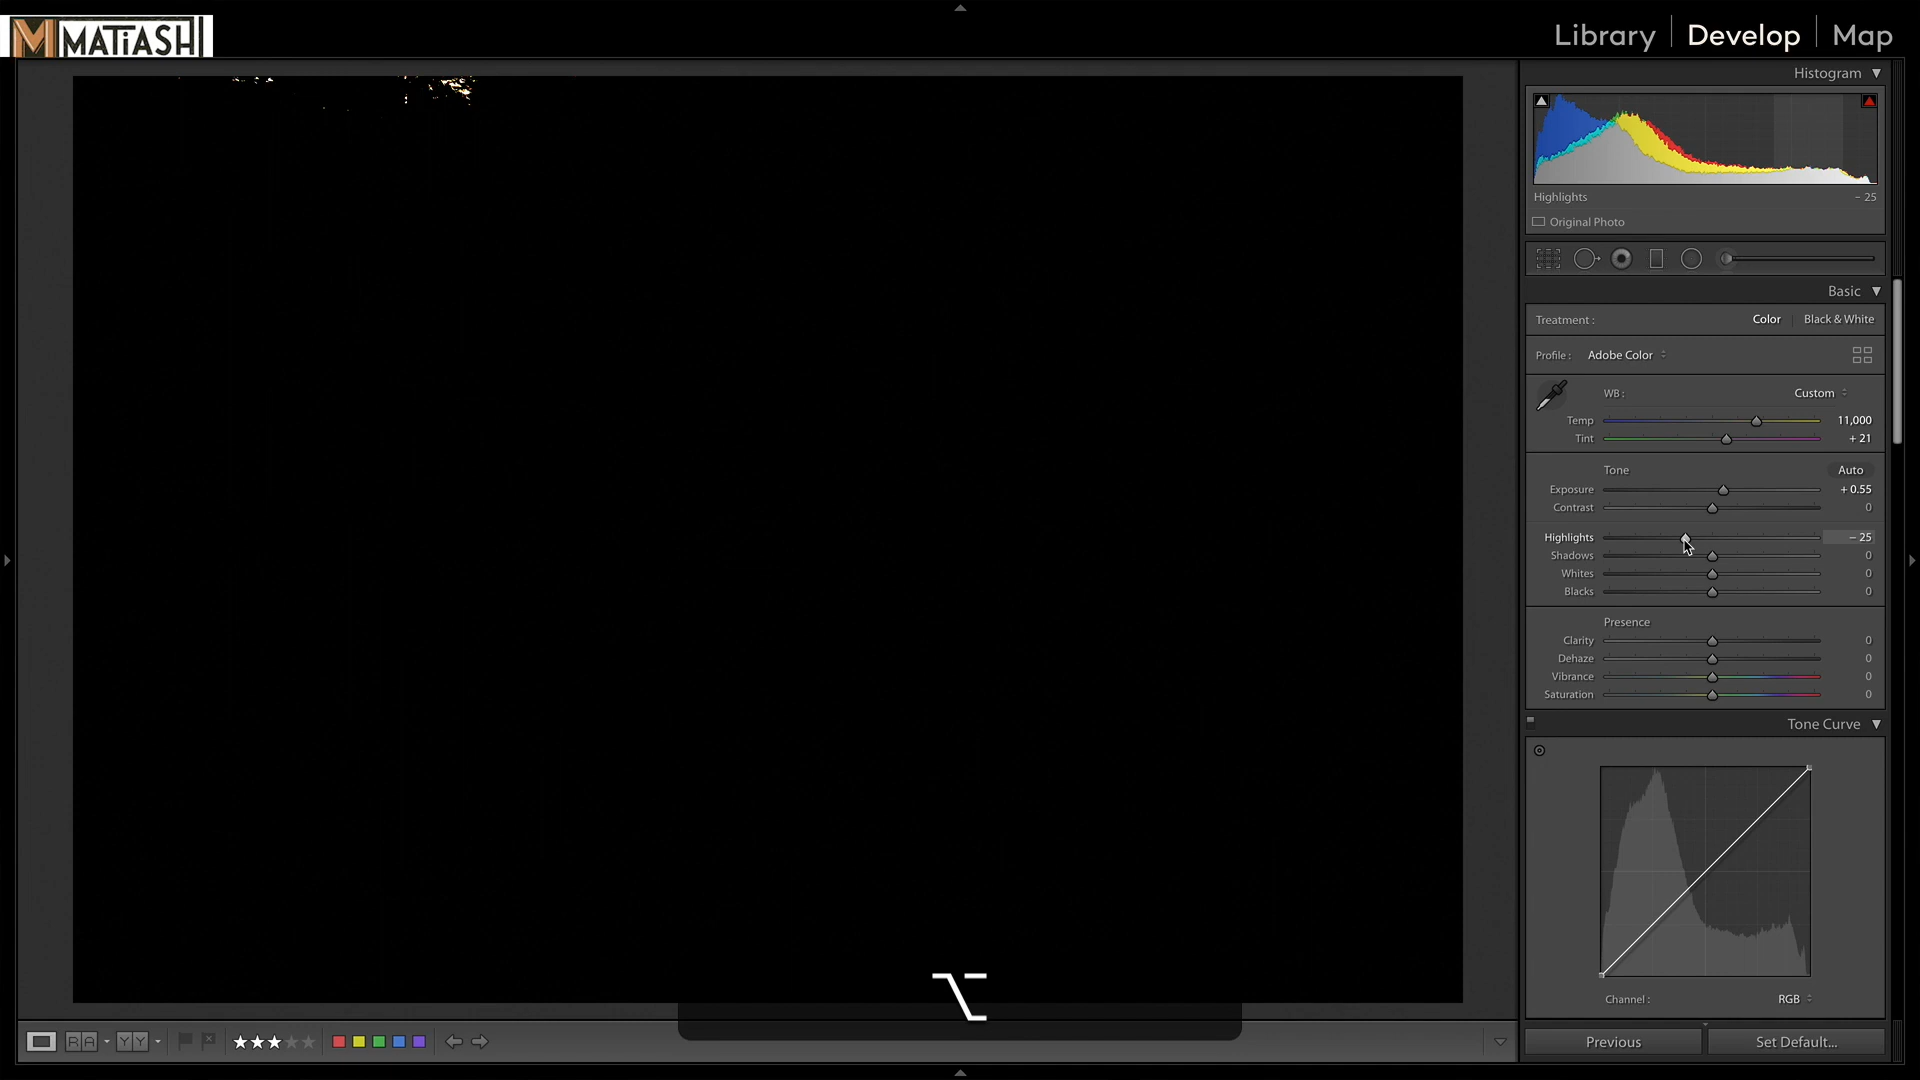 M MATiASH
Library | Develop | Map
Histogram
Highlights – 25
Original Photo
Basic
Treatment : Color | Black & White
Profile : Adobe Color
WB : Custom
Temp 11,000
Tint + 21
Tone Auto
Exposure + 0.55
Contrast 0
Highlights – 25
Shadows 0
Whites 0
Blacks 0
Presence
Clarity 0
Dehaze 0
Vibrance 0
Saturation 0
Tone Curve
Channel : RGB
⌥
R A Y Y
Previous Set Default...